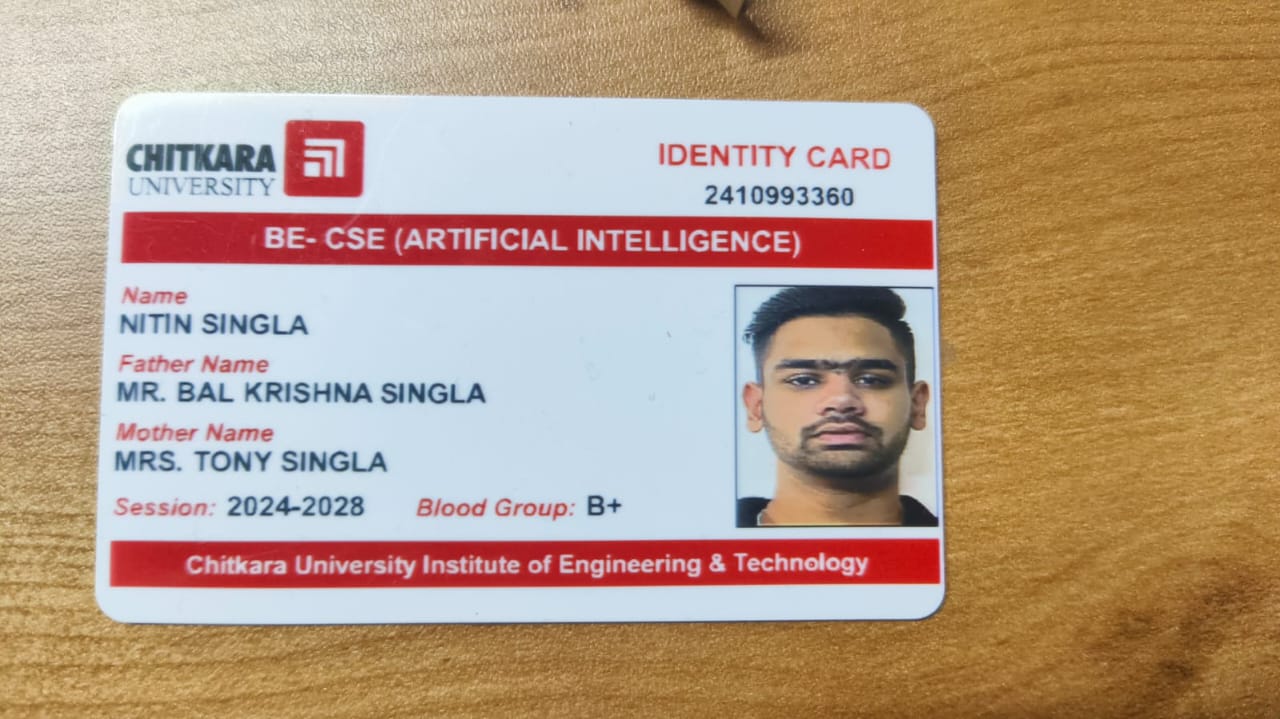 CHITKARA
UNIVERSITY
IDENTITY CARD
2410993360
BE- CSE (ARTIFICIAL INTELLIGENCE)
Name
NITIN SINGLA
Father Name
MR. BAL KRISHNA SINGLA
Mother Name
MRS. TONY SINGLA
Session: 2024-2028 Blood Group: B+
Chitkara University Institute of Engineering & Technology